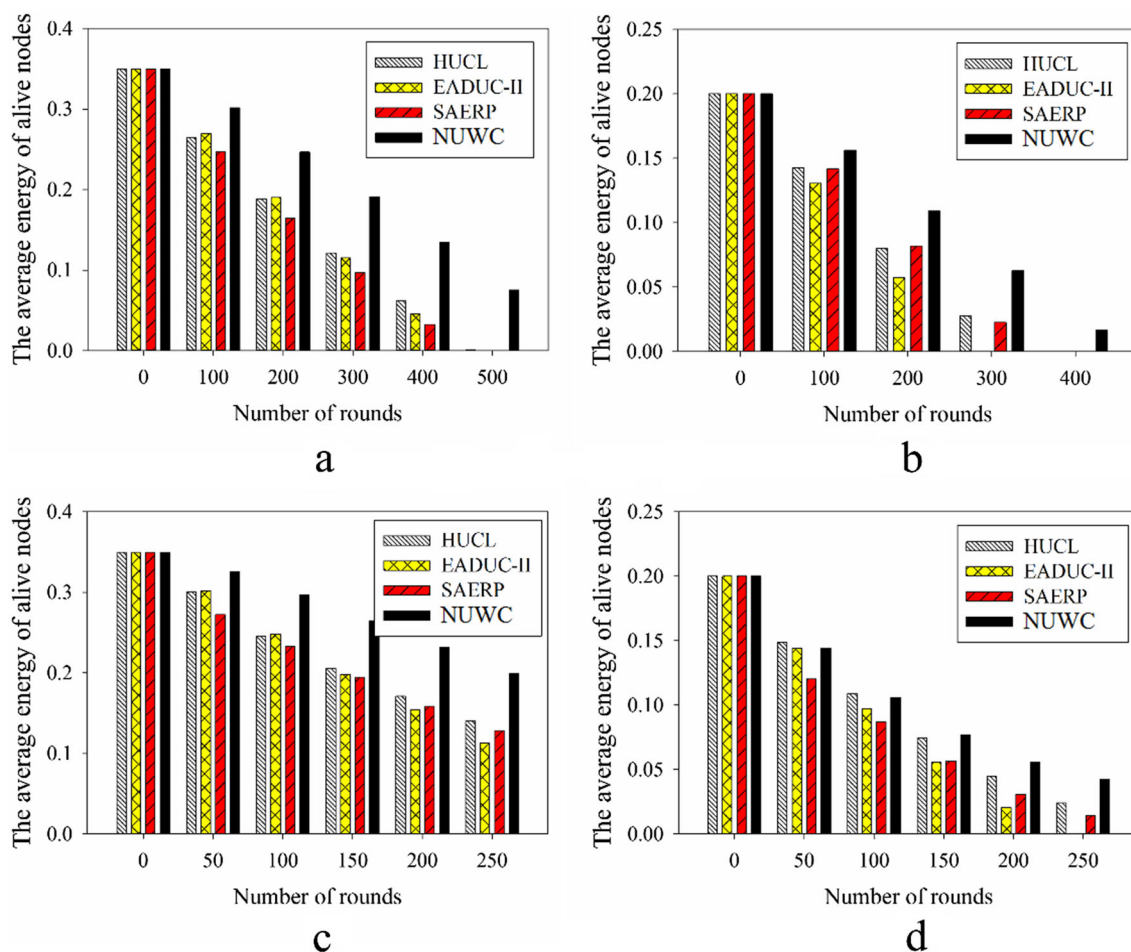 The average energy of alive nodes
0.4
0.3
0.2
0.1
0.0
HUCL
EADUC-II
SAERP
NUWC
0 100 200 300 400 500
Number of rounds
a
The average energy of alive nodes
0.25
0.20
0.15
0.10
0.05
0.00
HUCL
EADUC-II
SAERP
NUWC
0 100 200 300 400
Number of rounds
b
The average energy of alive nodes
0.4
0.3
0.2
0.1
0.0
HUCL
EADUC-II
SAERP
NUWC
0 50 100 150 200 250
Number of rounds
c
The average energy of alive nodes
0.25
0.20
0.15
0.10
0.05
0.00
HUCL
EADUC-II
SAERP
NUWC
0 50 100 150 200 250
Number of rounds
d